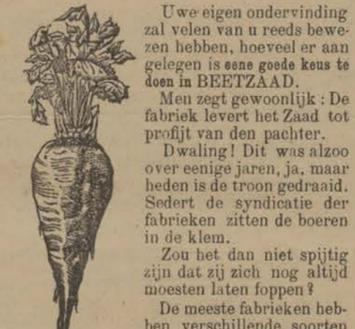 Uwe eigen ondervinding
zal velen van u reeds bewe-
zen hebben, hoeveel er aan
gelegen is eene goede keus te
doen in BEETZAAD.
Men zegt gewoonlijk : De
fabriek levert het Zaad tot
profijt van den pachter.
Dwaling! Dit was alzoo
over eenige jaren, ja, maar
heden is de troon gedraaid.
Sedert de syndicatie der
fabrieken zitten de boeren
in de klem.
Zou het dan niet spijtig
zijn dat zij zich nog altijd
moesten laten foppen?
De meeste fabrieken heb-
ben verschillende soorten